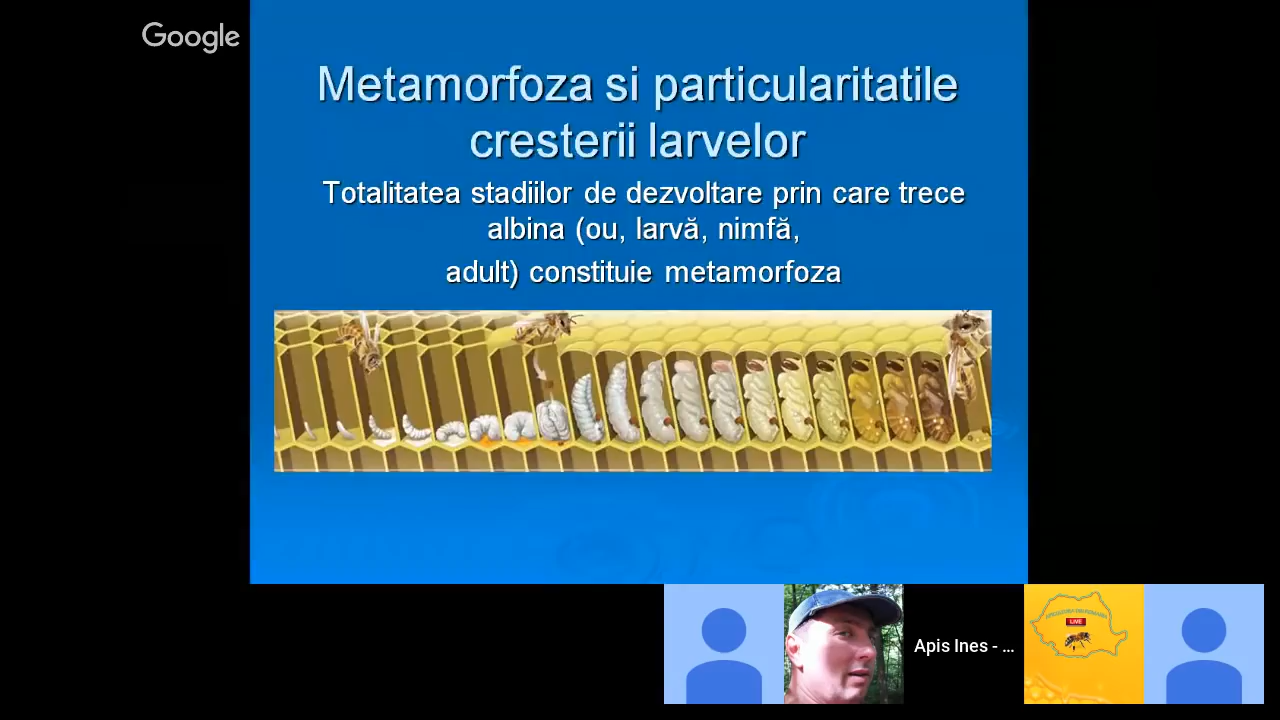 Google
Metamorfoza si particularitatile
cresterii larvelor
Totalitatea stadiilor de dezvoltare prin care trece
albina (ou, larvă, nimfă,
adult) constituie metamorfoza
Apis Ines - ...
LIVE